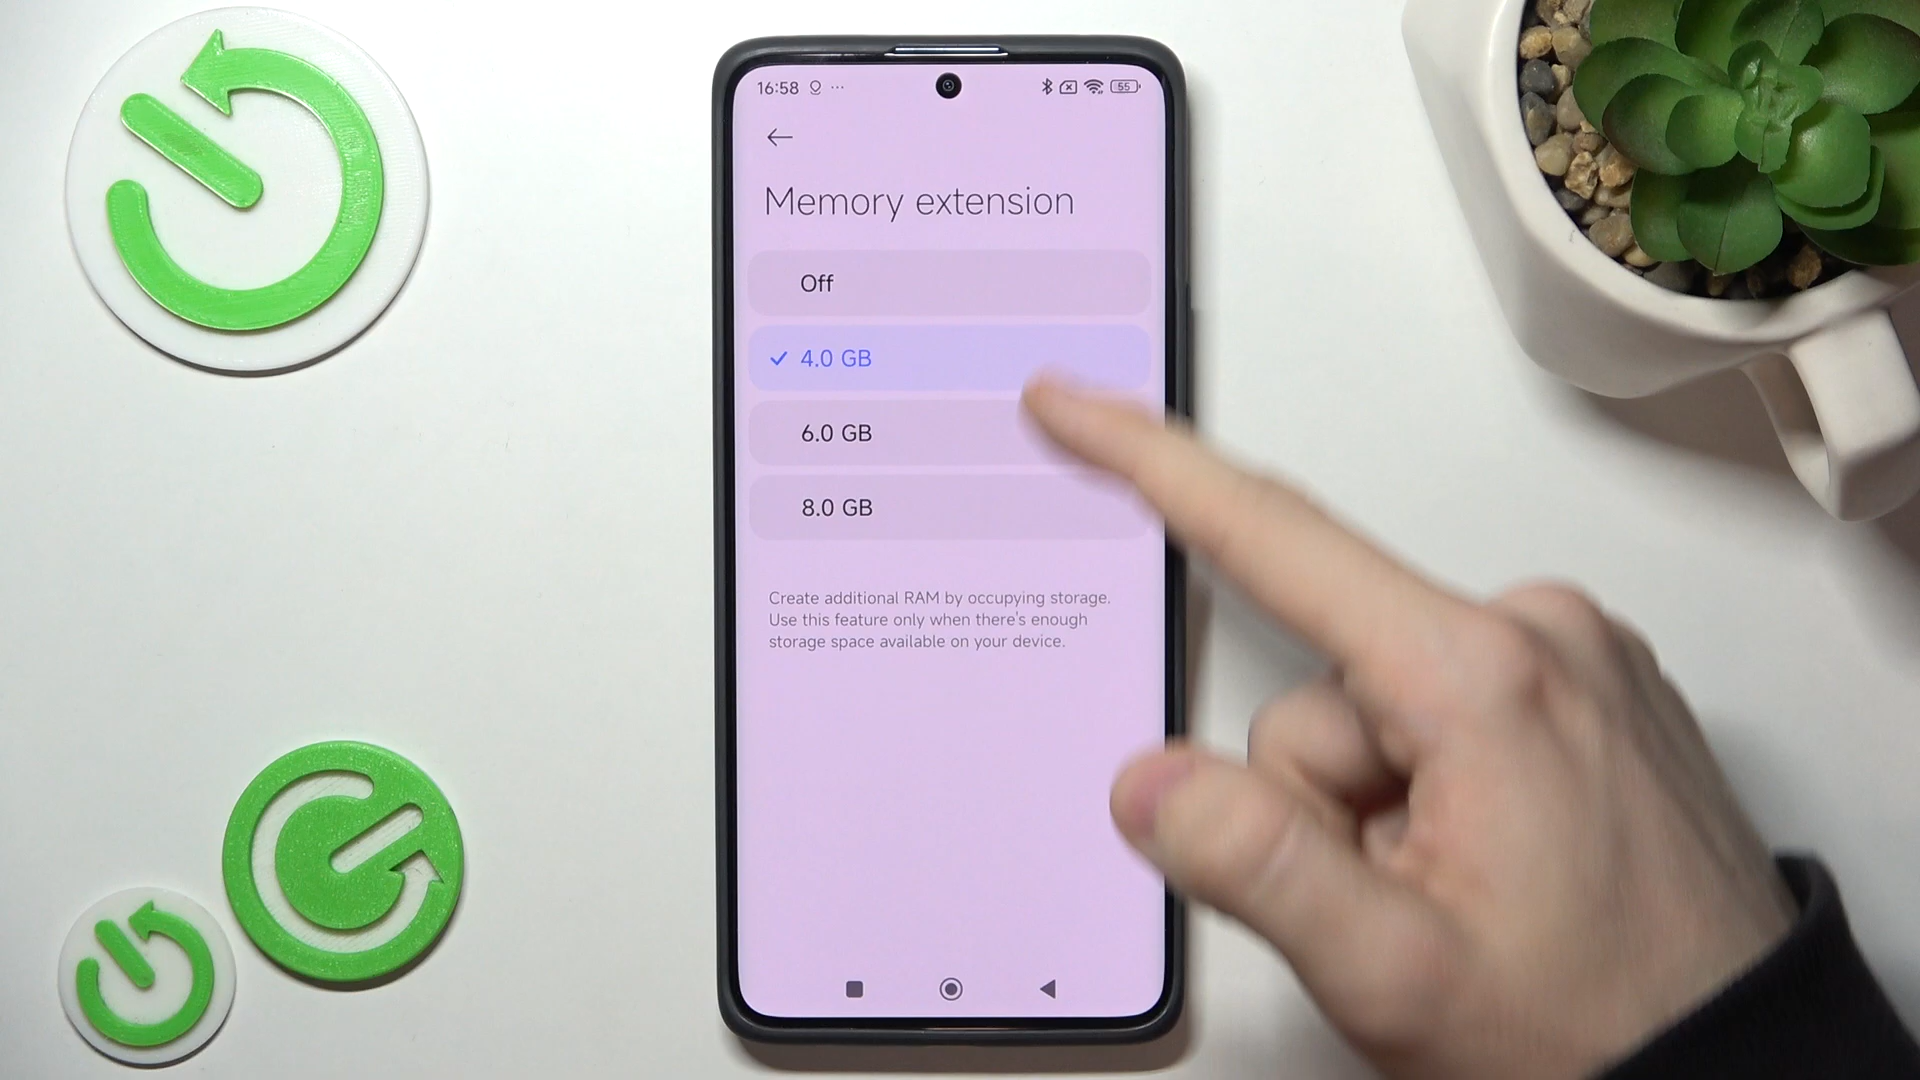 16:58 ... 55
Memory extension
Off
4.0 GB
6.0 GB
8.0 GB
Create additional RAM by occupying storage.
Use this feature only when there's enough
storage space available on your device.